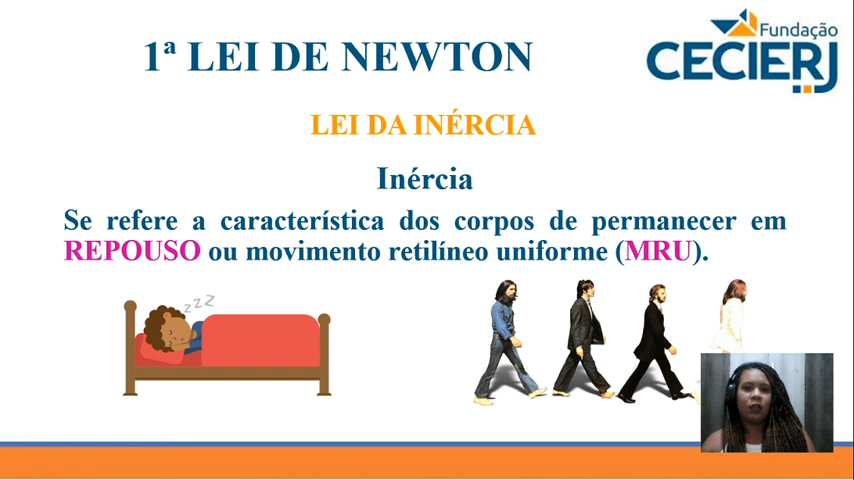 1ª LEI DE NEWTON
Fundação
CECIERJ
LEI DA INÉRCIA
Inércia
Se refere a característica dos corpos de permanecer em
REPOUSO ou movimento retilíneo uniforme (MRU).
zzz